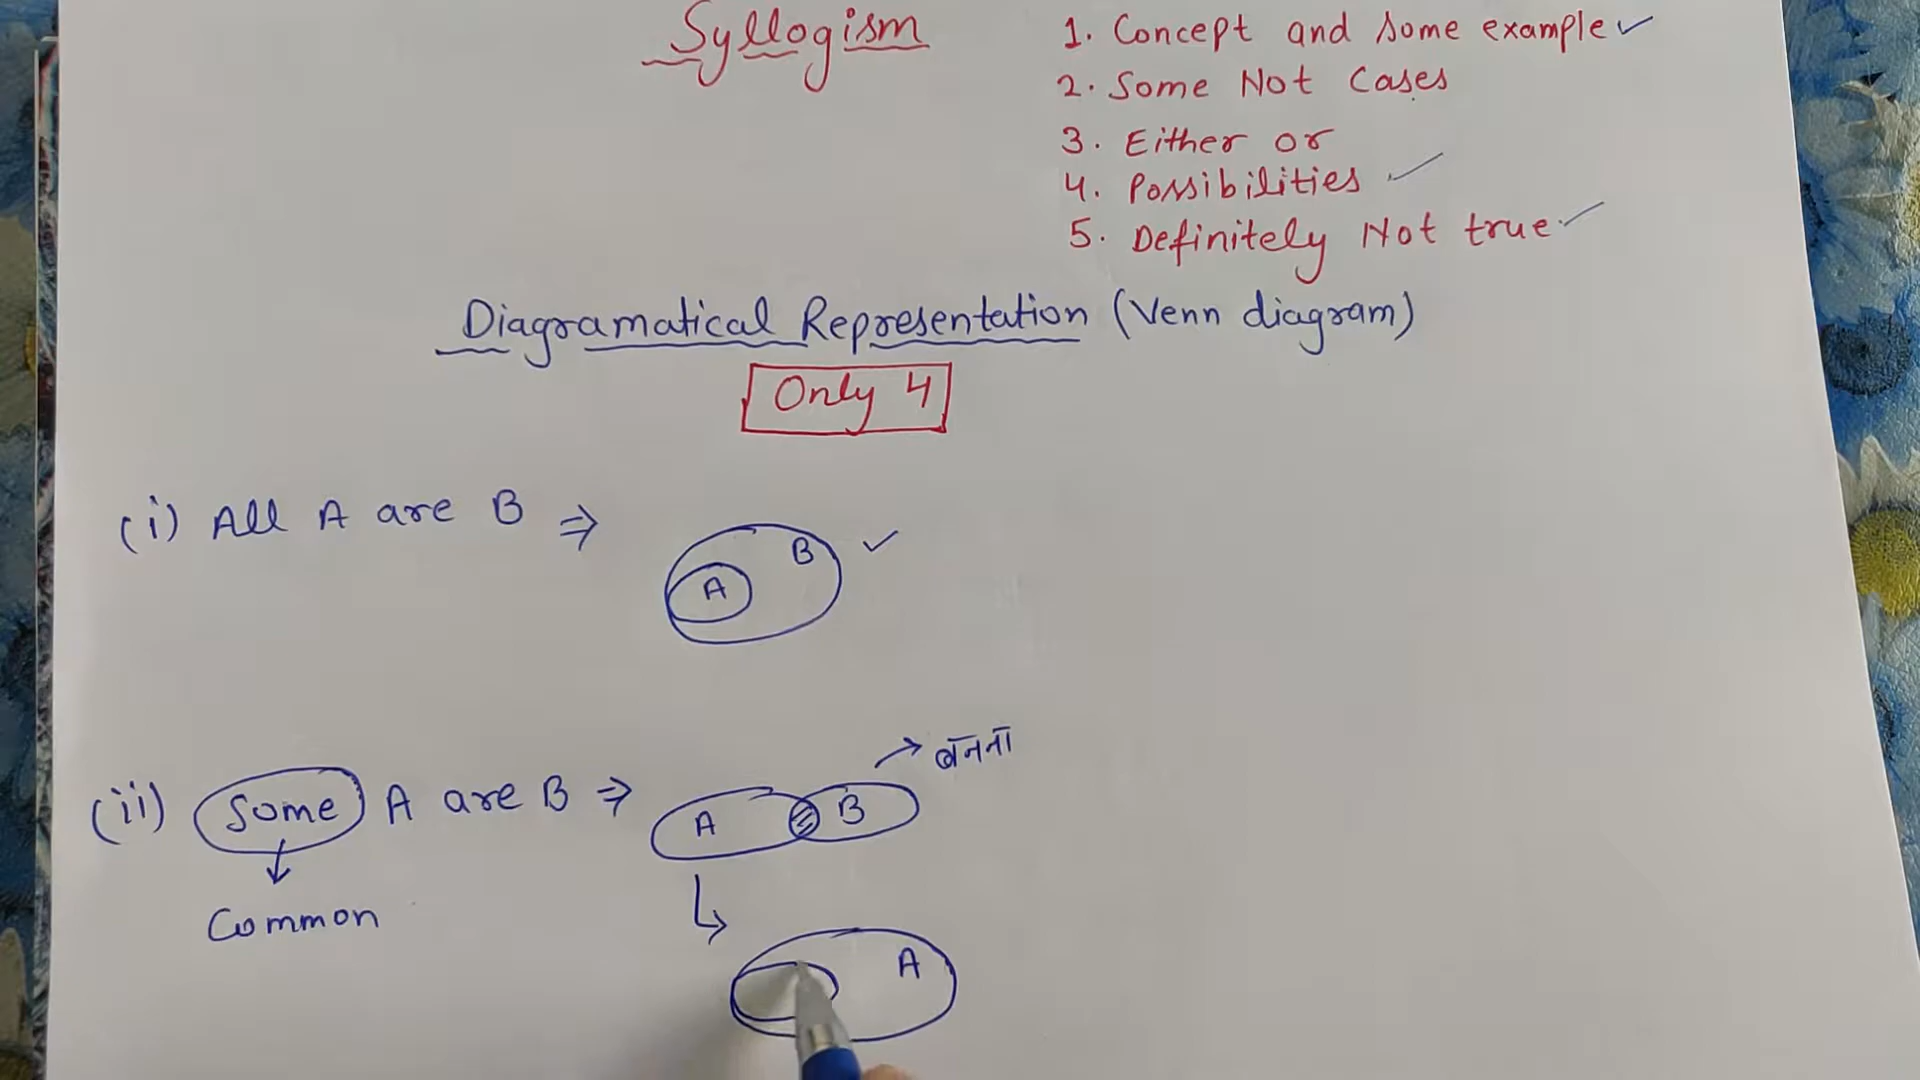 Syllogism
1. Concept and some example ✓
2. Some Not Cases
3. Either or
4. Possibilities ✓
5. Definitely Not true ✓
Diagramatical Representation (Venn diagram)
Only 4
(i) All A are B ⇒
B ✓
A
(ii) Some A are B ⇒
→ बनना
A B
Common
A